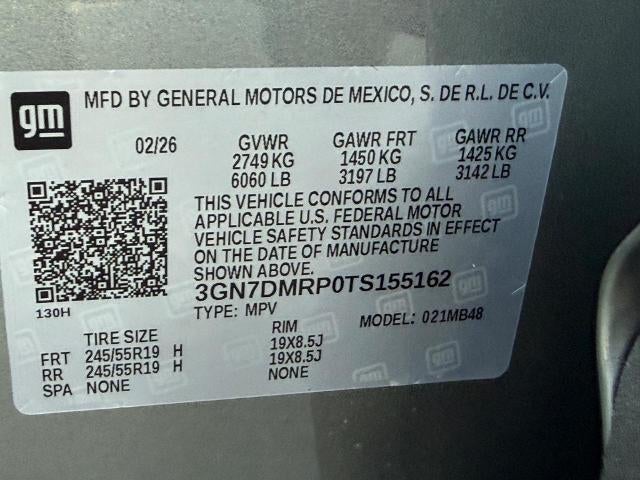 gm MFD BY GENERAL MOTORS DE MEXICO, S. DE R.L. DE C.V.
02/26 GVWR GAWR FRT GAWR RR
2749 KG 1450 KG 1425 KG
6060 LB 3197 LB 3142 LB
THIS VEHICLE CONFORMS TO ALL
APPLICABLE U.S. FEDERAL MOTOR
VEHICLE SAFETY STANDARDS IN EFFECT
ON THE DATE OF MANUFACTURE
SHOWN ABOVE.
3GN7DMRP0TS155162
130H TYPE: MPV MODEL: 021MB48
TIRE SIZE RIM
FRT 245/55R19 H 19X8.5J
RR 245/55R19 H 19X8.5J
SPA NONE NONE